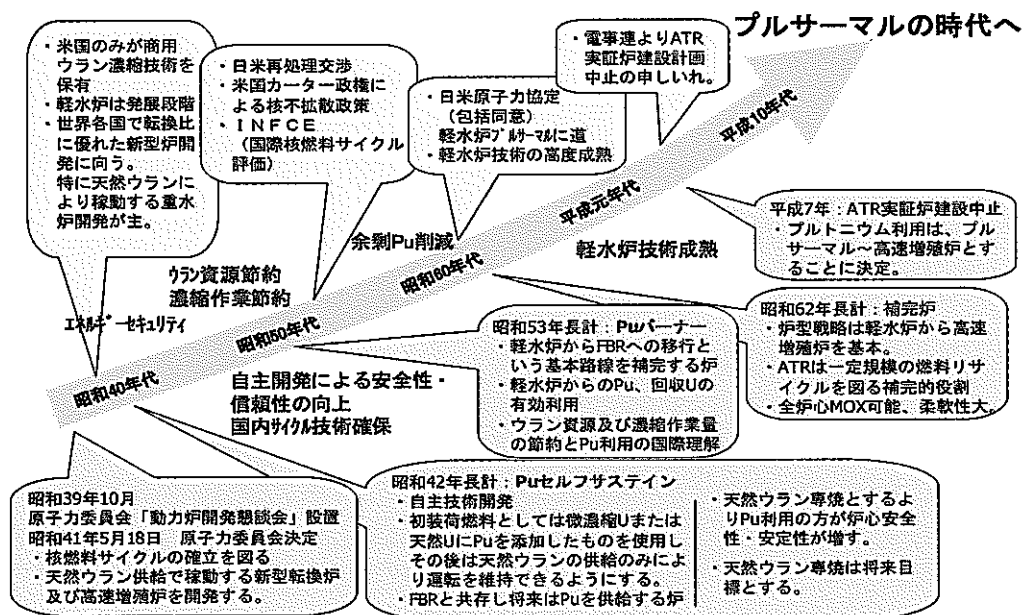 プルサーマルの時代へ
・米国のみが商用
ウラン濃縮技術を
保有
・軽水炉は発展段階
・世界各国で転換比
に優れた新型炉開
発に向う。
特に天然ウランに
より稼動する重水
炉開発が主。
・日米再処理交渉
・米国カーター政権に
よる核不拡散政策
・ＩＮＦＣＥ
（国際核燃料サイクル
評価）
・日米原子力協定
（包括同意）
軽水炉ﾌﾟﾙｻｰﾏﾙに道
・軽水炉技術の高度成熟
・電事連よりATR
実証炉建設計画
中止の申しいれ。
平成10年代
平成元年代
昭和60年代
昭和50年代
昭和40年代
余剰Pu削減
軽水炉技術成熟
ｳﾗﾝ資源節約
濃縮作業節約
ｴﾈﾙｷﾞｰセキュリティ
自主開発による安全性・
信頼性の向上
国内ｻｲｸﾙ技術確保
平成7年：ATR実証炉建設中止
・プルトニウム利用は、プル
サーマル～高速増殖炉とす
ることに決定。
昭和62年長計：補完炉
・炉型戦略は軽水炉から高速
増殖炉を基本。
・ATRは一定規模の燃料リサ
イクルを図る補完的役割
・全炉心MOX可能、柔軟性大。
昭和53年長計：Puバーナー
・軽水炉からFBRへの移行と
いう基本路線を補完する炉
・軽水炉からのPu、回収Uの
有効利用
・ウラン資源及び濃縮作業量
の節約とPu利用の国際理解
昭和39年10月
原子力委員会「動力炉開発懇談会」設置
昭和41年5月18日　原子力委員会決定
・核燃料サイクルの確立を図る
・天然ウラン供給で稼動する新型転換炉
及び高速増殖炉を開発する。
昭和42年長計：Puセルフサステイン
・自主技術開発
・初装荷燃料としては微濃縮Uまたは
天然UにPuを添加したものを使用し
その後は天然ウランの供給のみによ
り運転を維持できるようにする。
・FBRと共存し将来はPuを供給する炉
・天然ウラン専焼とするよ
りPu利用の方が炉心安全
性・安定性が増す。
・天然ウラン専焼は将来目
標とする。